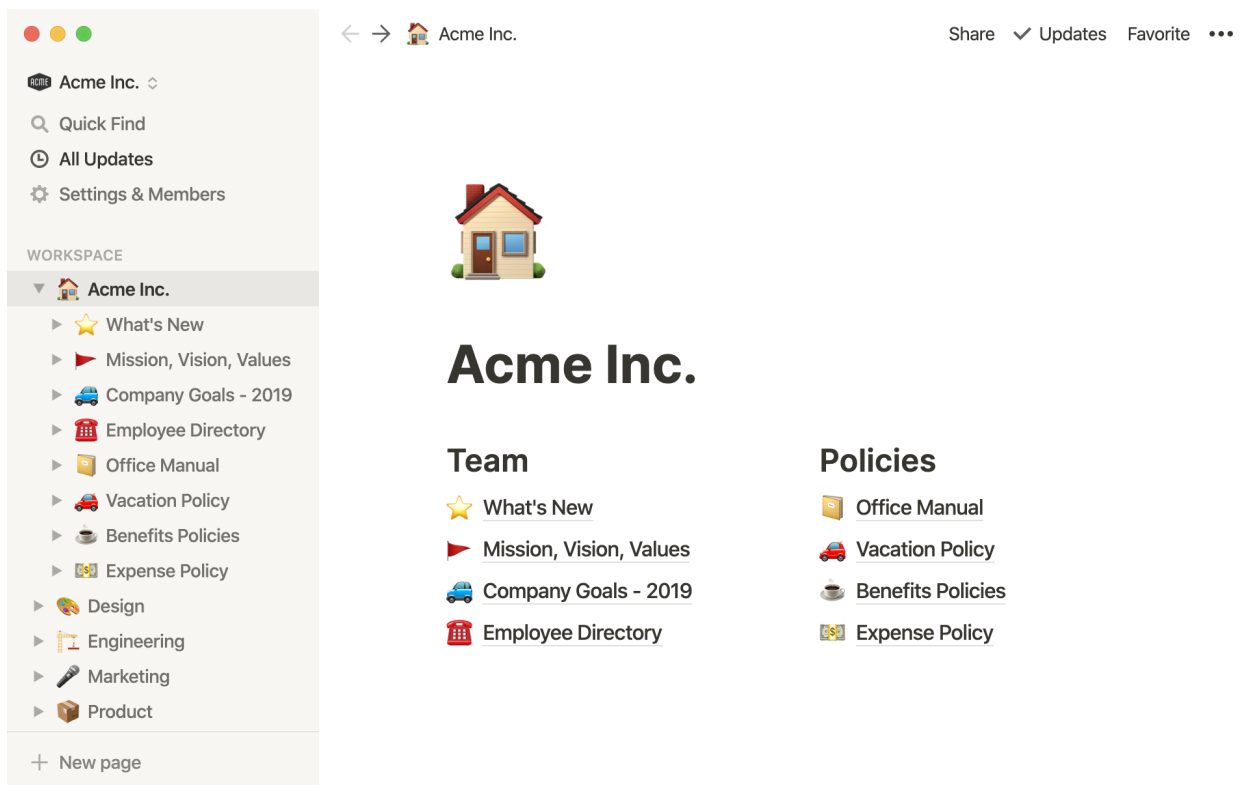 Acme Inc.
Share
Updates
Favorite
ACME
Acme Inc.
Quick Find
All Updates
Settings & Members
WORKSPACE
Acme Inc.
What's New
Mission, Vision, Values
Company Goals - 2019
Employee Directory
Office Manual
Vacation Policy
Benefits Policies
Expense Policy
Design
Engineering
Marketing
Product
New page
Acme Inc.
Team
What's New
Mission, Vision, Values
Company Goals - 2019
Employee Directory
Policies
Office Manual
Vacation Policy
Benefits Policies
Expense Policy